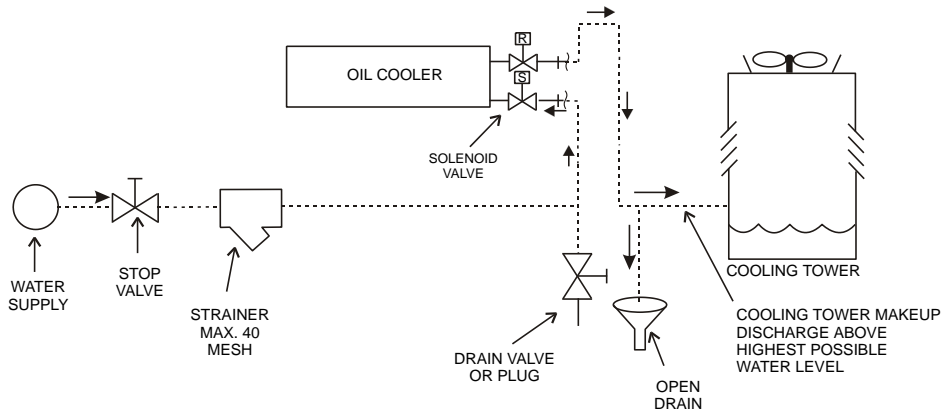 R
OIL COOLER
S
SOLENOID
VALVE
WATER
SUPPLY
STOP
VALVE
STRAINER
MAX. 40
MESH
DRAIN VALVE
OR PLUG
OPEN
DRAIN
COOLING TOWER
COOLING TOWER MAKEUP
DISCHARGE ABOVE
HIGHEST POSSIBLE
WATER LEVEL